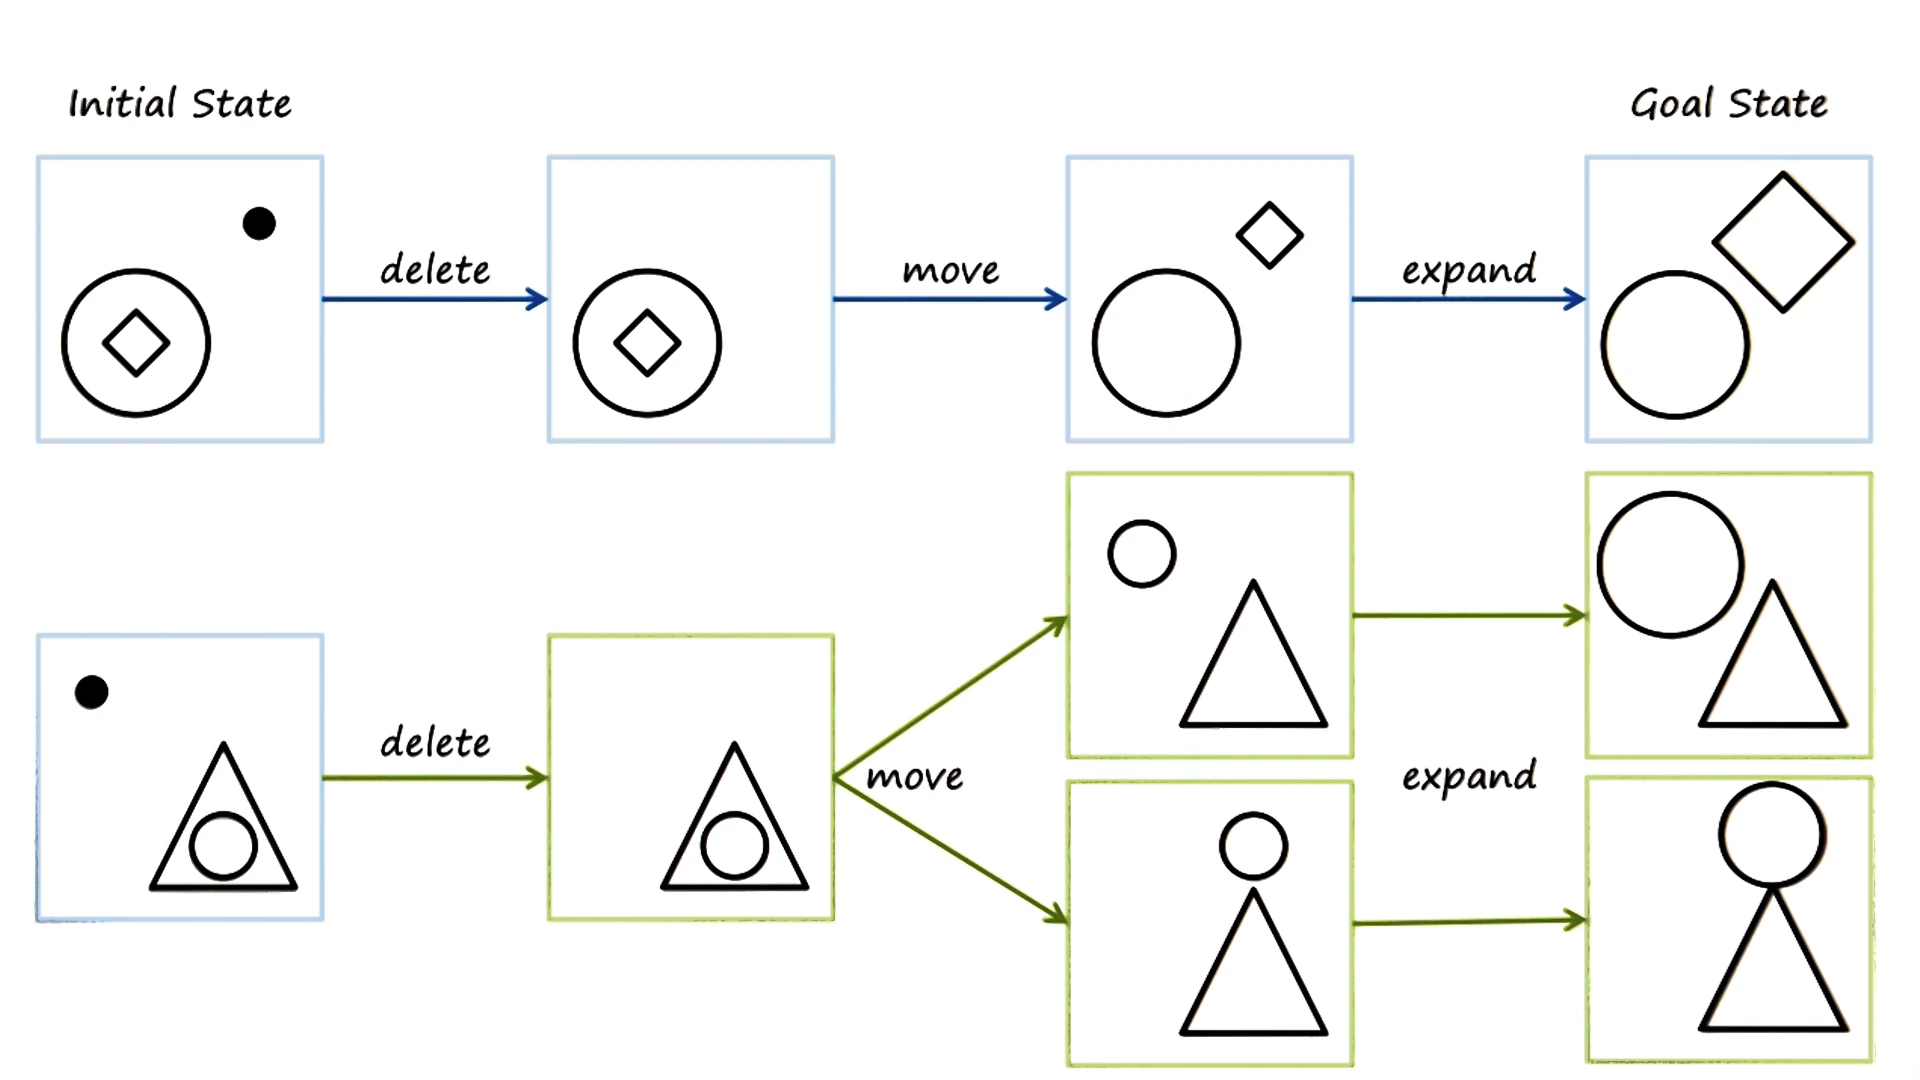 Initial State
Goal State
delete
move
expand
delete
move
expand